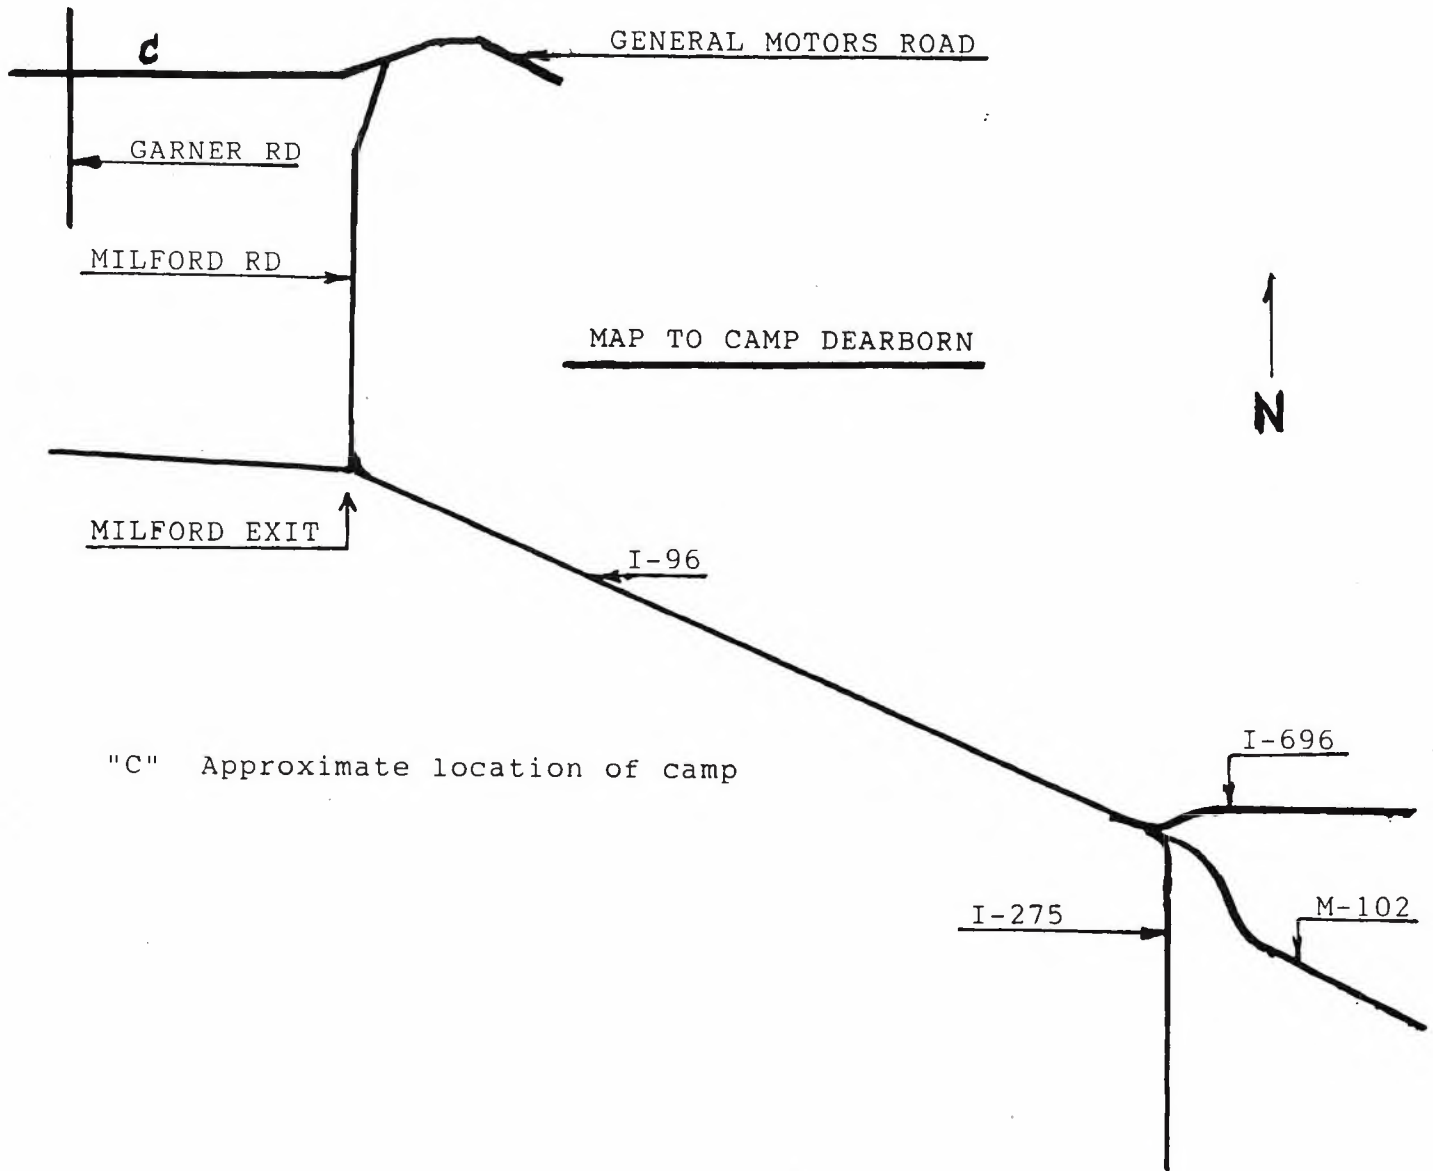 GENERAL MOTORS ROAD
C
GARNER RD
MILFORD RD
MAP TO CAMP DEARBORN
N
MILFORD EXIT
I-96
"C" Approximate location of camp
I-696
I-275
M-102